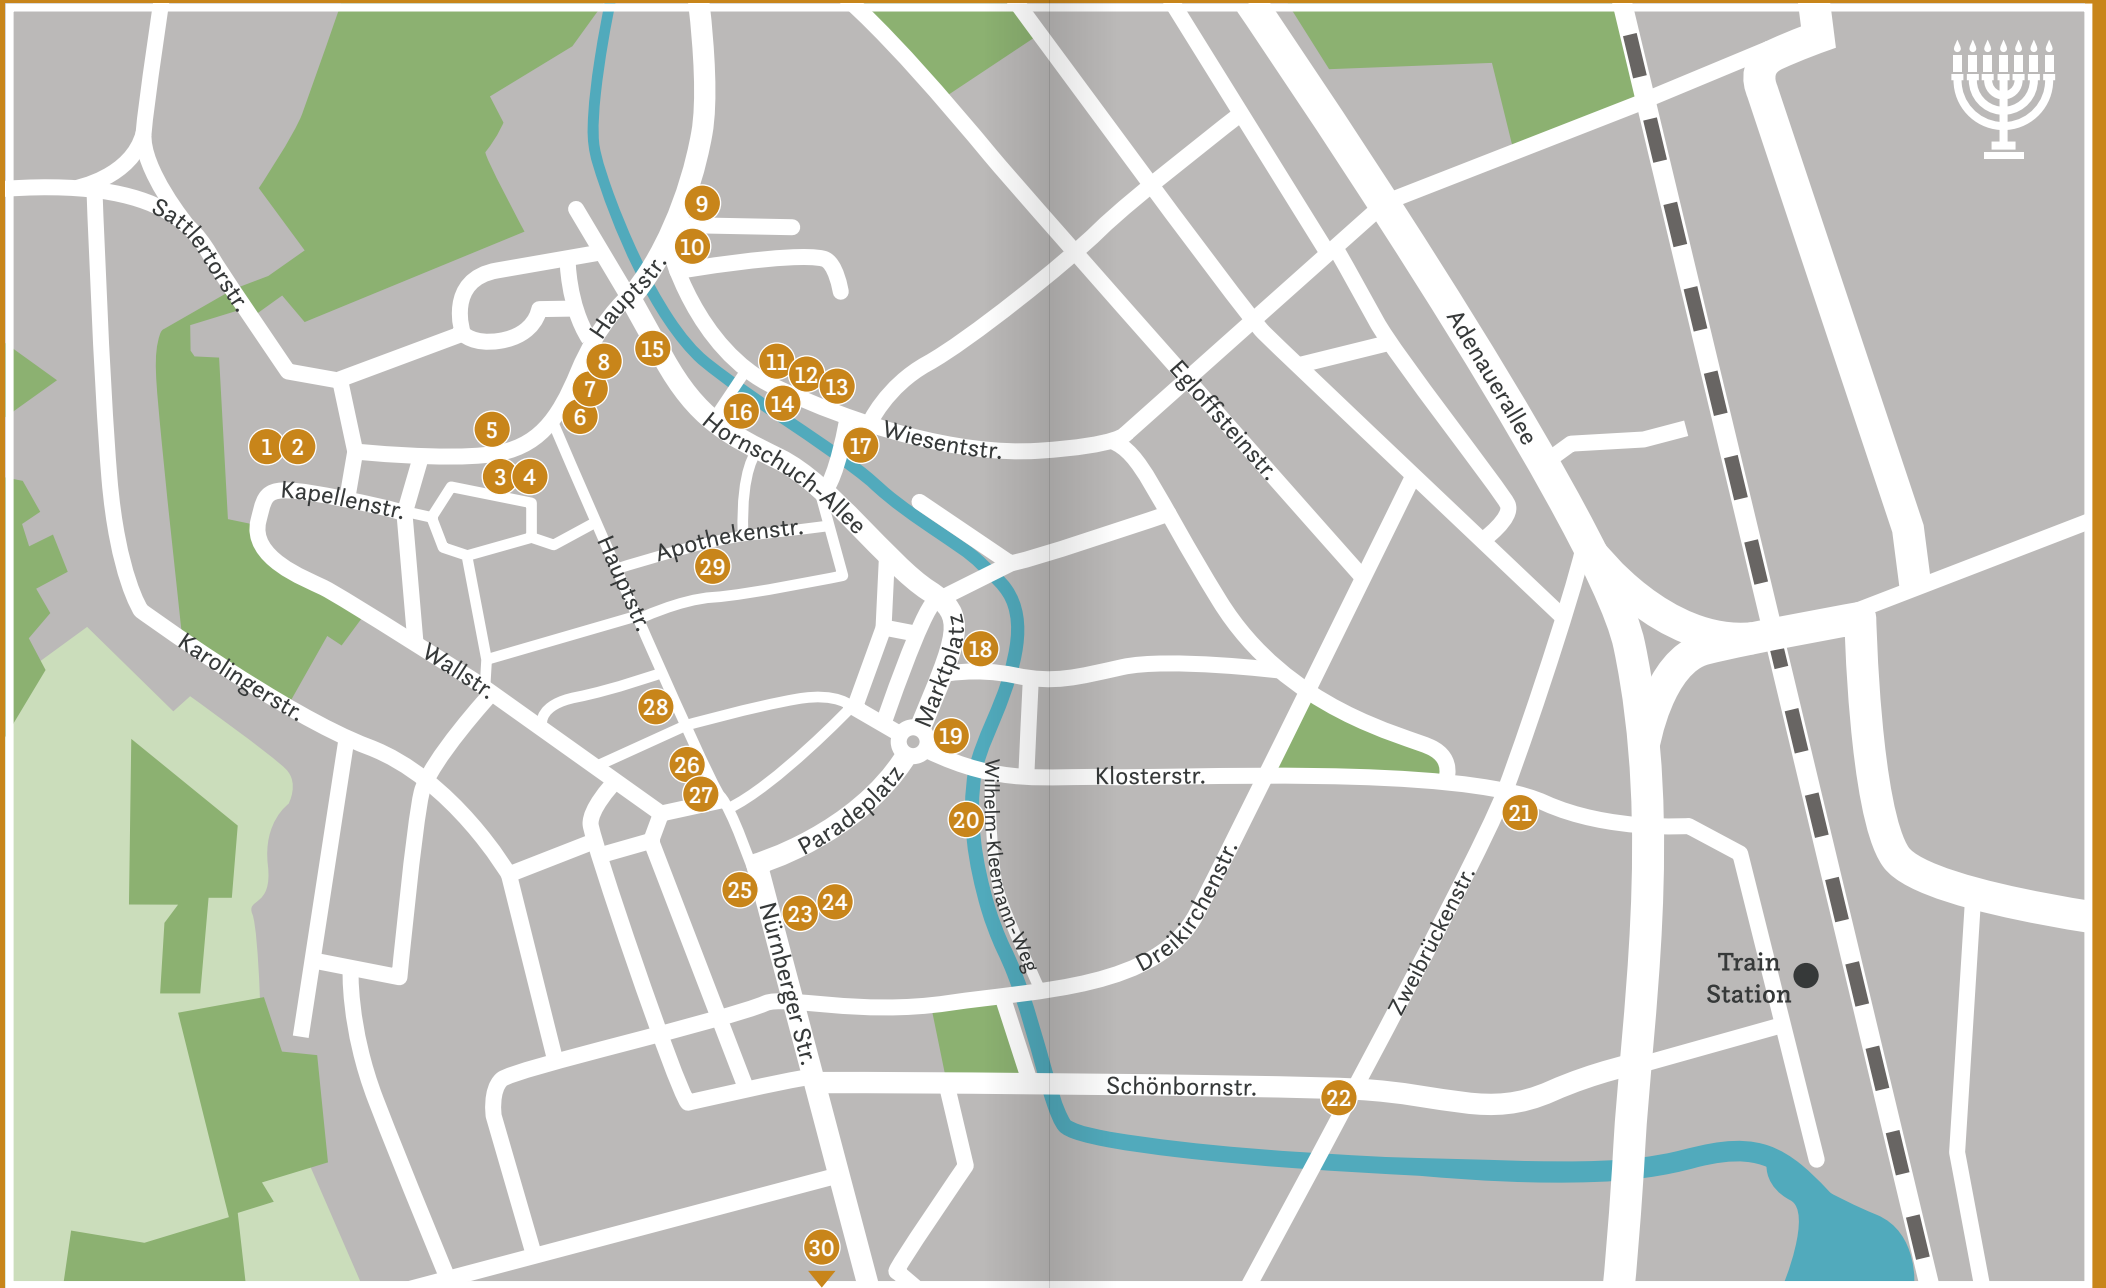 9
10
Sattlertorstr.
Hauptstr.
15
8
7
6
11
12
13
14
16
17
Wiesentstr.
Hornschuch-Allee
Egloffsteinstr.
Adenauerallee
1
2
5
3
4
Kapellenstr.
Apothekenstr.
29
Hauptstr.
Karolingerstr.
Wallstr.
Marktplatz
18
28
19
26
27
Paradeplatz
Klosterstr.
Wilhelm-Kleemann-Weg
20
21
25
23
24
Nürnberger Str.
Dreikirchenstr.
Zweibrückenstr.
Train
Station
Schönbornstr.
22
30